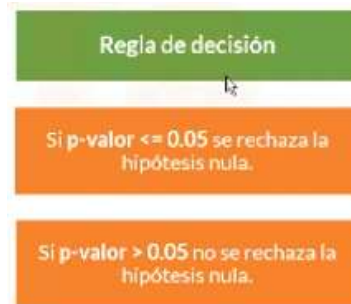 Regla de decisión
Si p-valor <= 0.05 se rechaza la
hipótesis nula.
Si p-valor > 0.05 no se rechaza la
hipótesis nula.